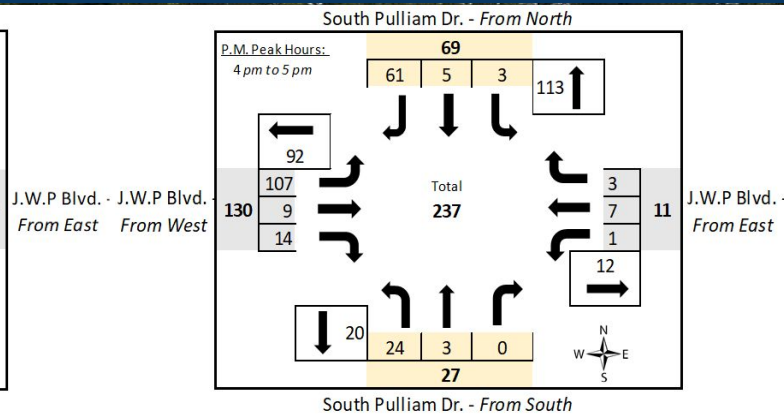 South Pulliam Dr. - From North
P.M. Peak Hours:
4 pm to 5 pm
69
61 5 3
113
92
107
9
14
130
J.W.P Blvd. -
From East
J.W.P Blvd. -
From West
Total
237
3
7
1
11
J.W.P Blvd. -
From East
12
20
24 3 0
27
N
W E
S
South Pulliam Dr. - From South